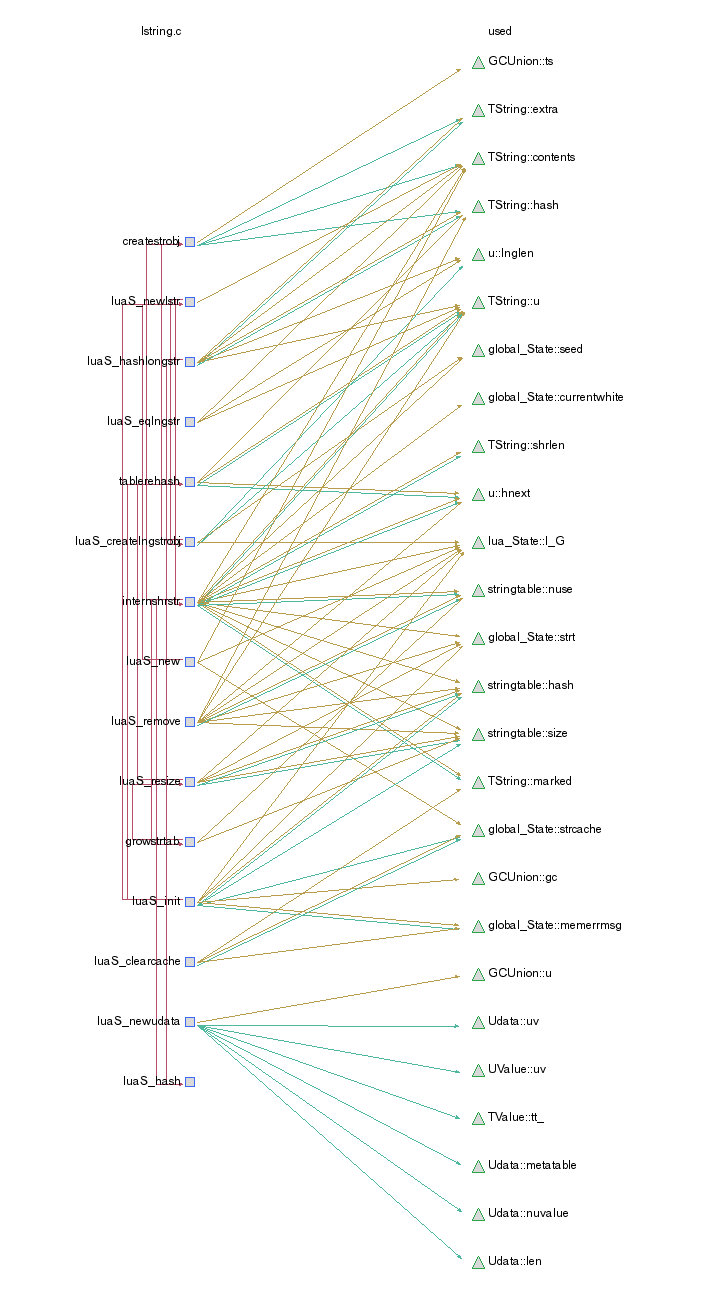 lstring.c
used
GCUnion::ts
TString::extra
TString::contents
TString::hash
createstrobj
u::lnglen
luaS_newlstr
TString::u
global_State::seed
luaS_hashlongstr
global_State::currentwhite
luaS_eqlngstr
TString::shrlen
tablerehash
u::hnext
luaS_createlngstrobj
lua_State::l_G
internshrstr
stringtable::nuse
global_State::strt
luaS_new
stringtable::hash
luaS_remove
stringtable::size
luaS_resize
TString::marked
global_State::strcache
growstrtab
GCUnion::gc
luaS_init
global_State::memerrmsg
luaS_clearcache
GCUnion::u
luaS_newudata
Udata::uv
UValue::uv
luaS_hash
TValue::tt_
Udata::metatable
Udata::nuvalue
Udata::len